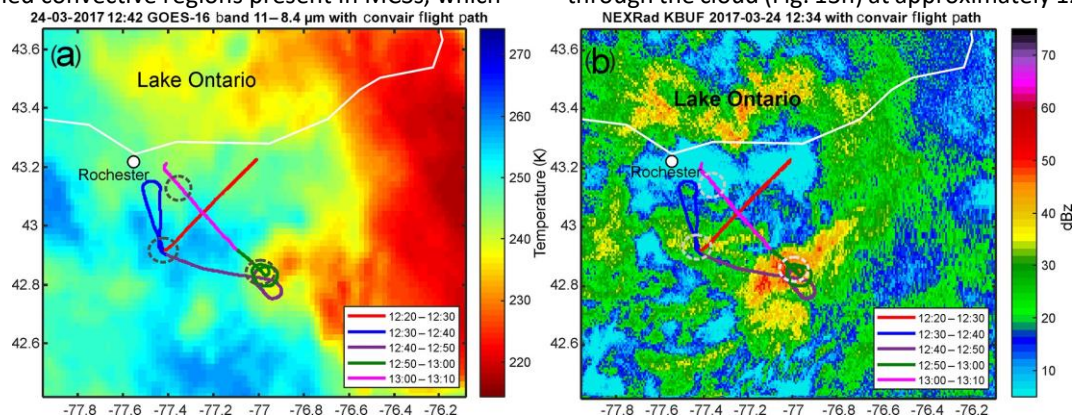 convective regions present in MCSs, which
through the cloud (Fig. 13h) at approximately
24-03-2017 12:42 GOES-16 band 11–8.4 µm with convair flight path
NEXRad KBUF 2017-03-24 12:34 with convair flight path
(a)
43.6
43.4
43.2
43
42.8
42.6
Lake Ontario
Rochester
12:20–12:30
12:30–12:40
12:40–12:50
12:50–13:00
13:00–13:10
-77.8 -77.6 -77.4 -77.2 -77 -76.8 -76.6 -76.4 -76.2
270
260
250
240
230
220
Temperature (K)
(b)
43.6
43.4
43.2
43
42.8
42.6
Lake Ontario
Rochester
12:20–12:30
12:30–12:40
12:40–12:50
12:50–13:00
13:00–13:10
-77.8 -77.6 -77.4 -77.2 -77 -76.8 -76.6 -76.4 -76.2
70
60
50
40
30
20
10
dBz